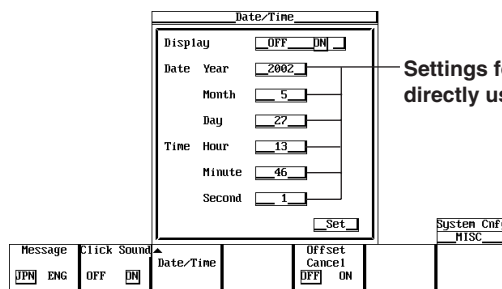 Date/Time
Display OFF ON
Date Year 2002
Month 5
Day 27
Time Hour 13
Minute 46
Second 1
Set
Settings f
directly us
System Cnf
MISC
Message
JPN ENG
Click Sound
OFF ON
Date/Time
Offset
Cancel
OFF ON